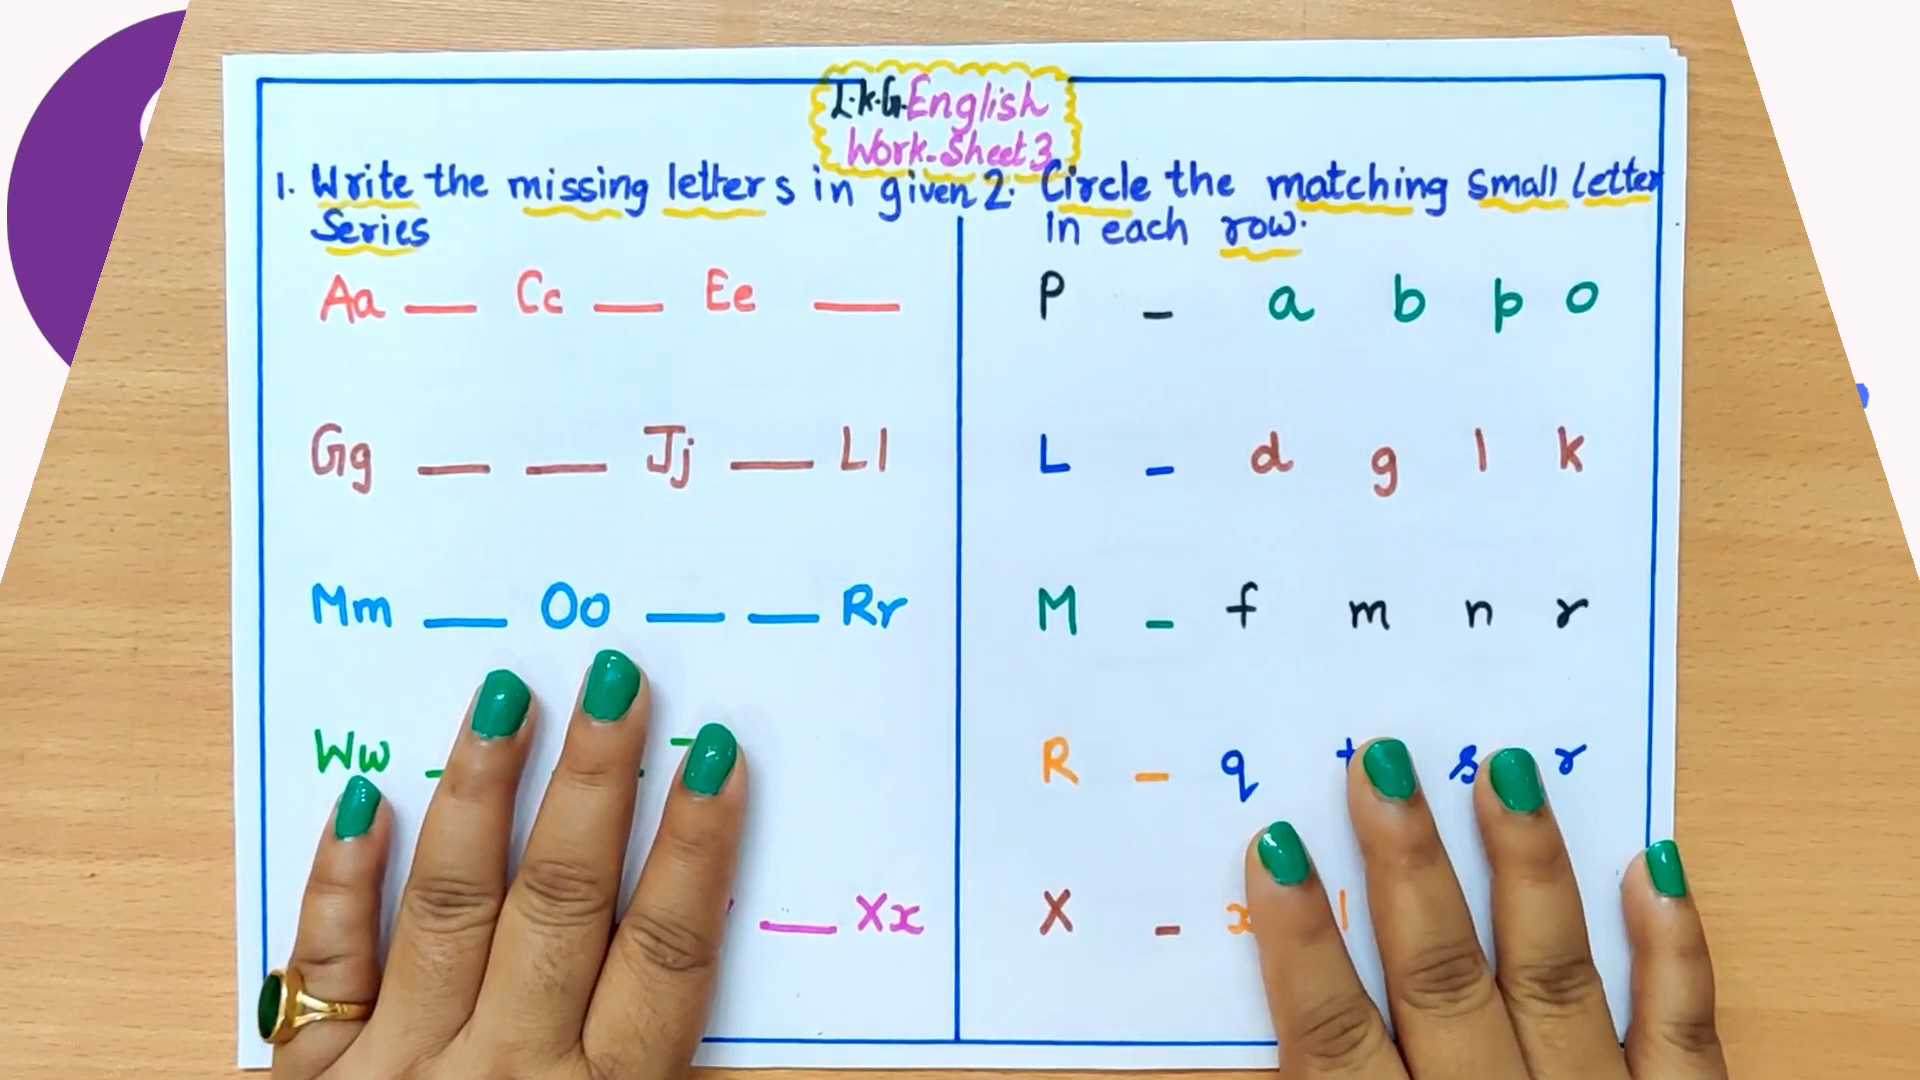 L.K.G. English
Work-Sheet 3
1. Write the missing letters in given
Series
Aa __ Cc __ Ee __
Gg __ __ Jj __ Ll
Mm __ Oo __ __ Rr
Ww
__ Xx
2. Circle the matching small letter
in each row.
P - a b p o
L - d g l k
M - f m n r
R - q t s r
X - x l